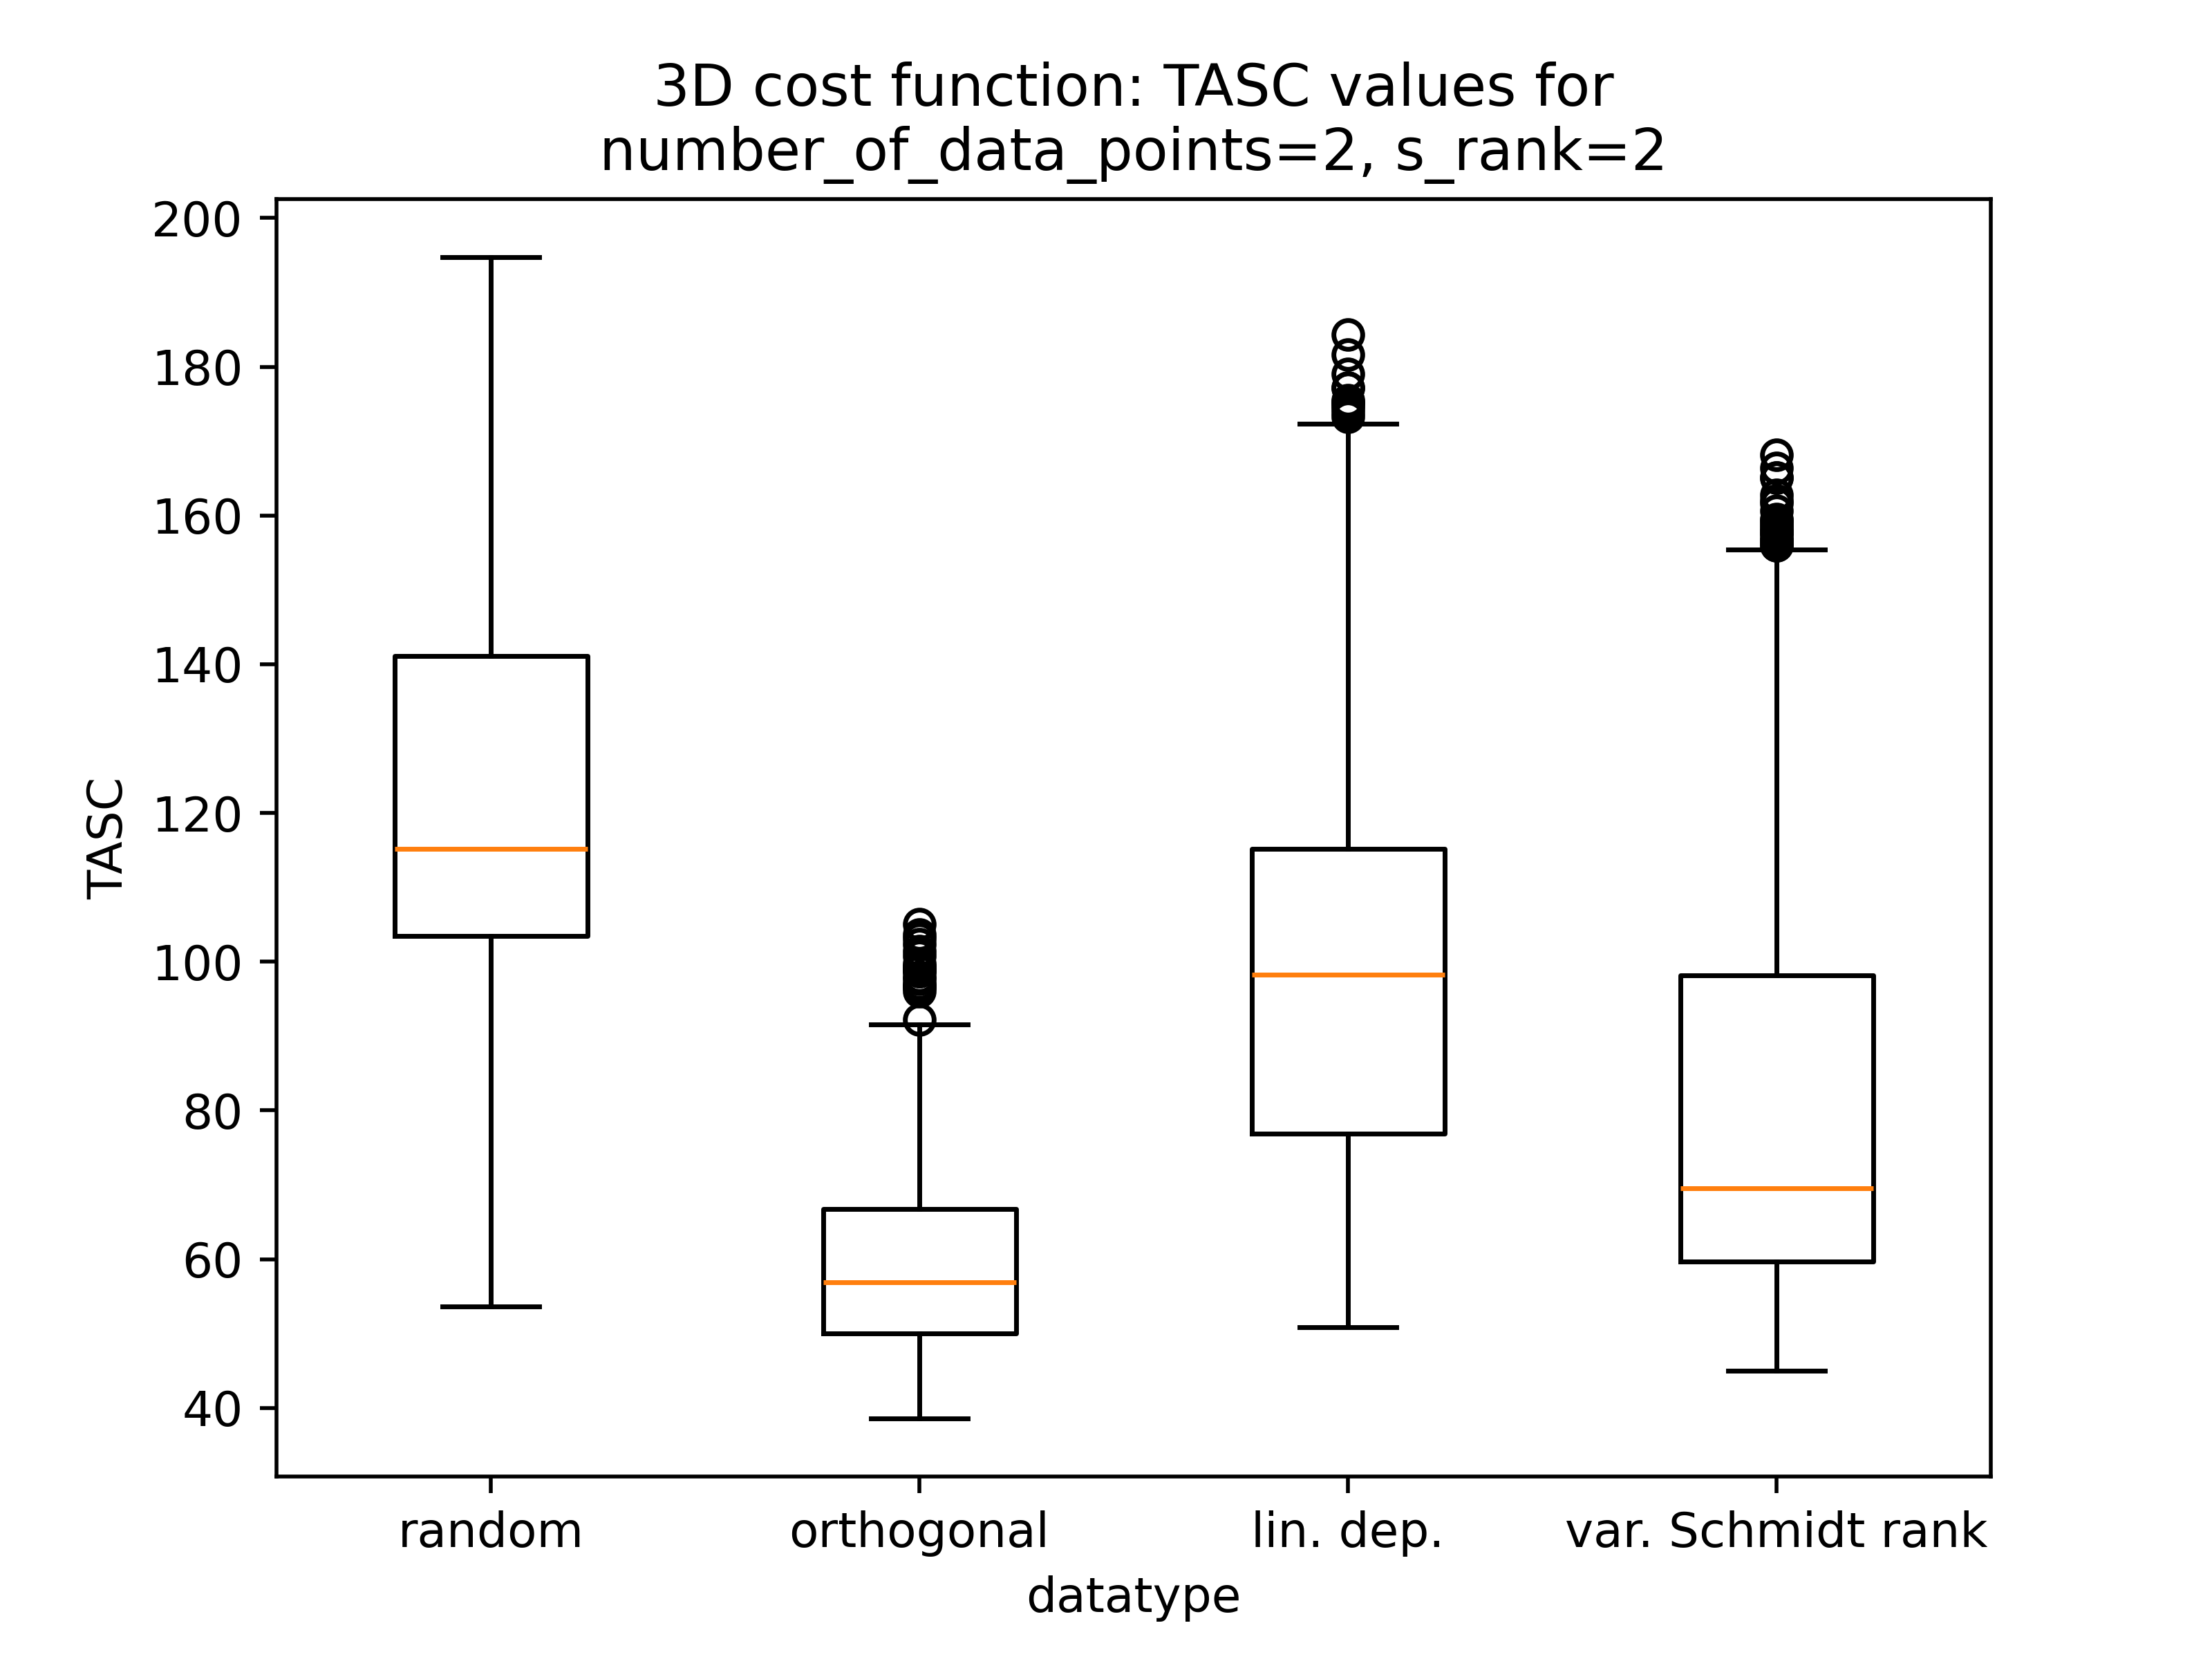 3D cost function: TASC values for
number_of_data_points=2, s_rank=2
TASC
200
180
160
140
120
100
80
60
40
random
orthogonal
lin. dep.
var. Schmidt rank
datatype